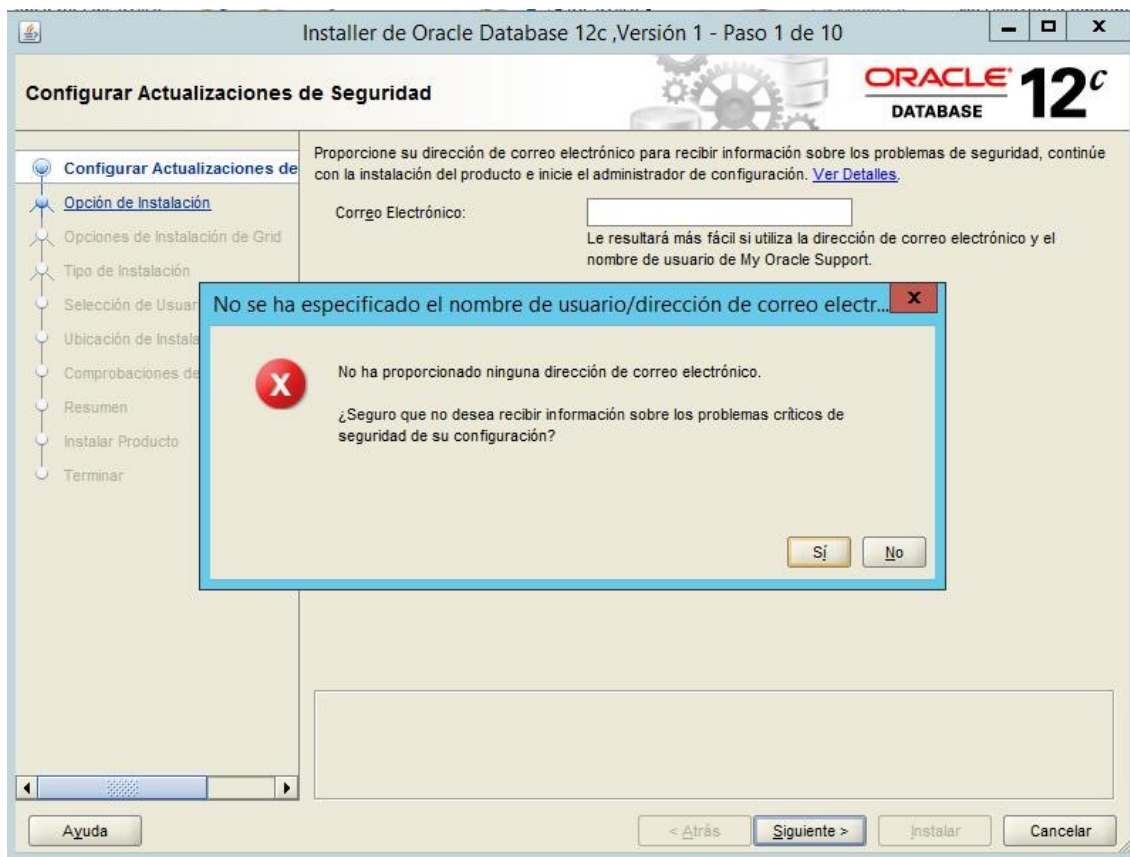 Installer de Oracle Database 12c ,Versión 1 - Paso 1 de 10
Configurar Actualizaciones de Seguridad
ORACLE
DATABASE
12c
Configurar Actualizaciones de
Opción de Instalación
Opciones de Instalación de Grid
Tipo de Instalación
Selección de Usuar
Ubicación de Instala
Comprobaciones de
Resumen
Instalar Producto
Terminar
Proporcione su dirección de correo electrónico para recibir información sobre los problemas de seguridad, continúe
con la instalación del producto e inicie el administrador de configuración. Ver Detalles.
Correo Electrónico:
Le resultará más fácil si utiliza la dirección de correo electrónico y el
nombre de usuario de My Oracle Support.
No se ha especificado el nombre de usuario/dirección de correo electr...
No ha proporcionado ninguna dirección de correo electrónico.
¿Seguro que no desea recibir información sobre los problemas críticos de
seguridad de su configuración?
Sí
No
Ayuda
< Atrás
Siguiente >
Instalar
Cancelar